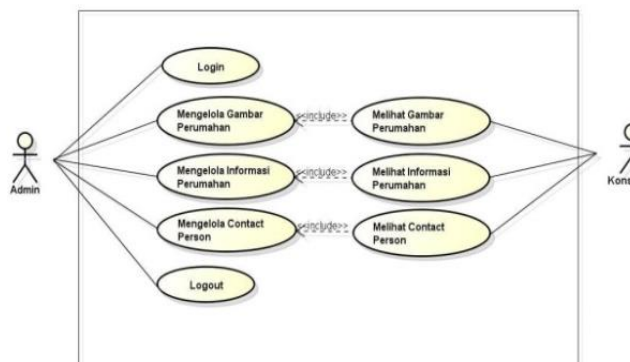 Login
Mengelola Gambar
Perumahan
<<include>>
Melihat Gambar
Perumahan
Mengelola Informasi
Perumahan
<<include>>
Melihat Informasi
Perumahan
Admin
Mengelola Contact
Person
<<include>>
Melihat Contact
Person
Logout